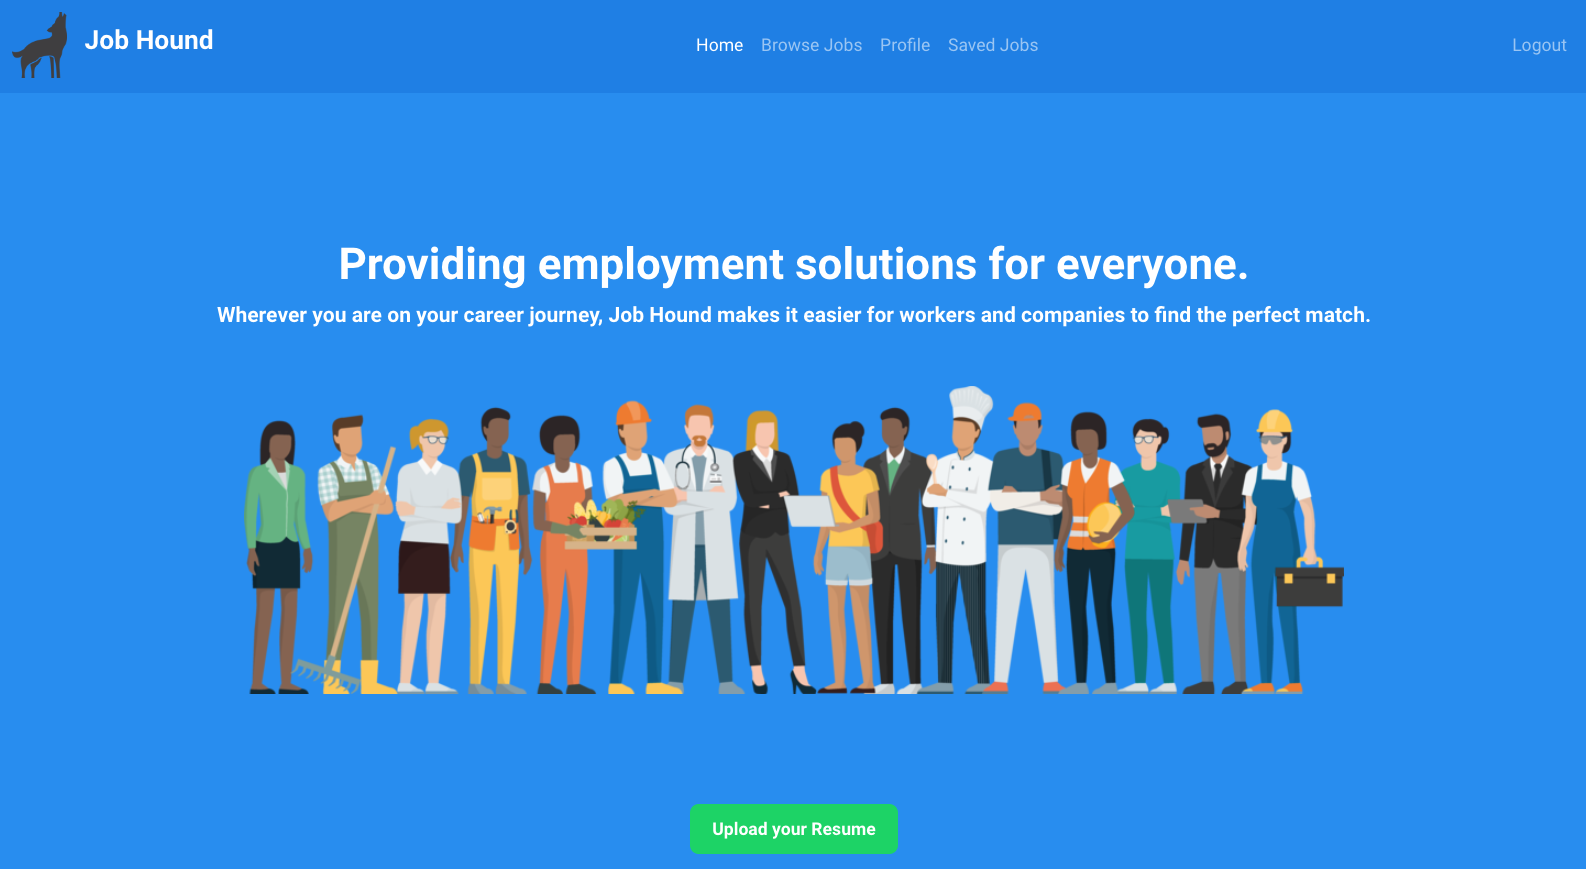 Job Hound
Home Browse Jobs Profile Saved Jobs
Logout
Providing employment solutions for everyone.
Wherever you are on your career journey, Job Hound makes it easier for workers and companies to find the perfect match.
Upload your Resume